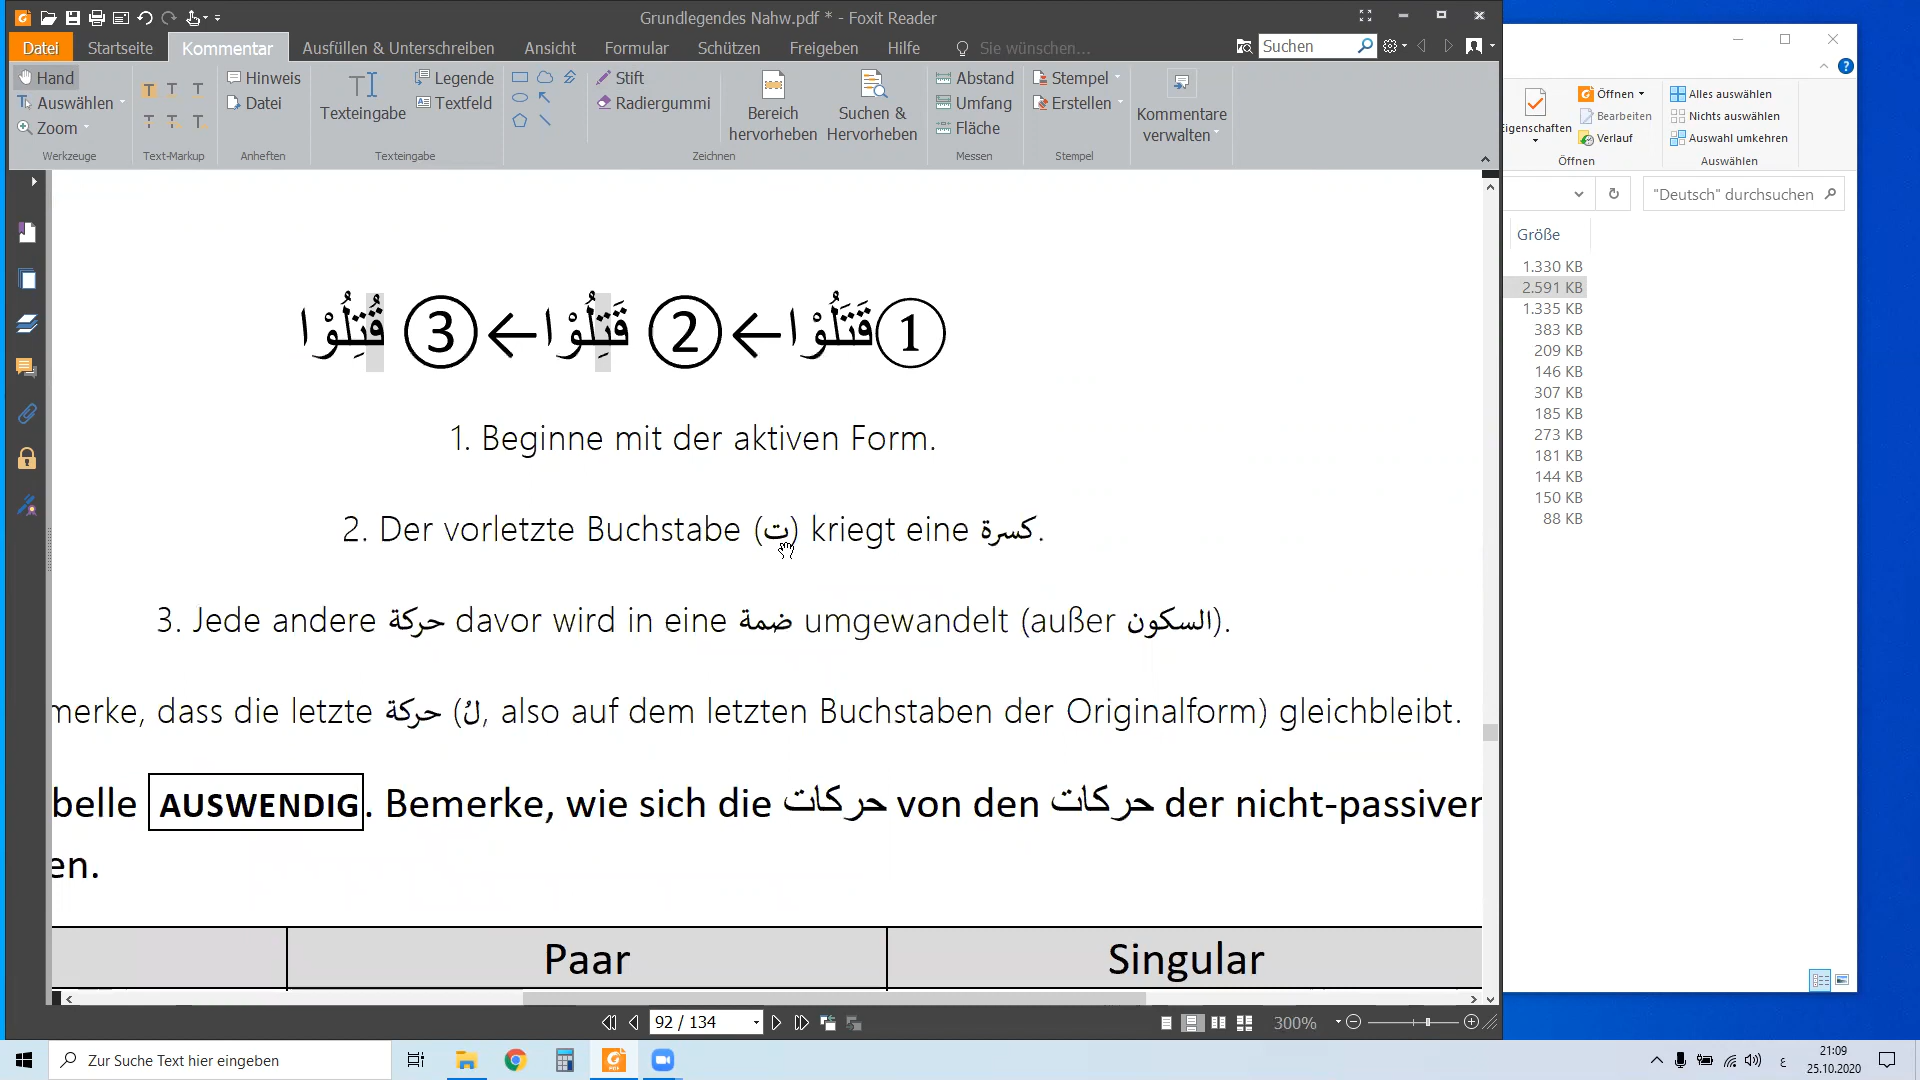 Grundlegendes Nahw.pdf * - Foxit Reader
Datei Startseite Kommentar Ausfüllen & Unterschreiben Ansicht Formular Schützen Freigeben Hilfe Sie wünschen... Suchen
Hand
Auswählen
Zoom
Werkzeuge
Text-Markup
Hinweis
Datei
Anheften
Texteingabe
Legende
Textfeld
Texteingabe
Stift
Radiergummi
Bereich hervorheben
Suchen & Hervorheben
Zeichnen
Abstand
Umfang
Fläche
Messen
Stempel
Erstellen
Stempel
Kommentare verwalten
Eigenschaften
Öffnen
Bearbeiten
Verlauf
Öffnen
Alles auswählen
Nichts auswählen
Auswahl umkehren
Auswählen
"Deutsch" durchsuchen
Größe
1.330 KB
2.591 KB
1.335 KB
383 KB
209 KB
146 KB
307 KB
185 KB
273 KB
181 KB
144 KB
150 KB
88 KB
①قَتَلُوْا← ②قَتِلُوْا← ③قُتِلُوْا
1. Beginne mit der aktiven Form.
2. Der vorletzte Buchstabe (ت) kriegt eine كسرة.
3. Jede andere حركة davor wird in eine ضمة umgewandelt (außer السكون).
merke, dass die letzte حركة (لُ, also auf dem letzten Buchstaben der Originalform) gleichbleibt.
belle AUSWENDIG. Bemerke, wie sich die حركات von den حركات der nicht-passiver
en.
Paar Singular
92 / 134
300%
Zur Suche Text hier eingeben
ع
21:09
25.10.2020